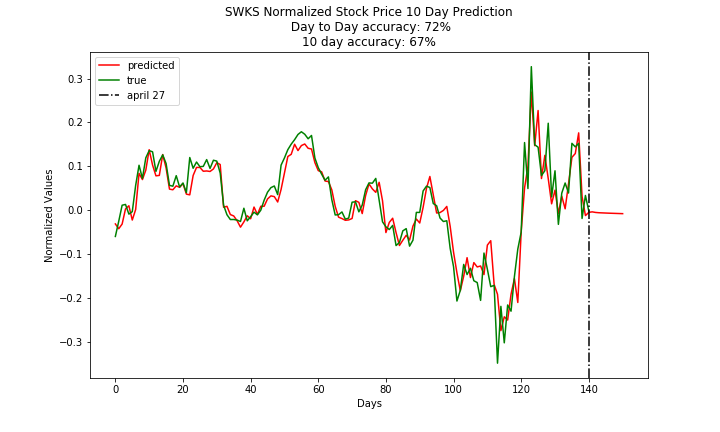 SWKS Normalized Stock Price 10 Day Prediction
Day to Day accuracy: 72%
10 day accuracy: 67%
predicted
true
april 27
Normalized Values
0.3
0.2
0.1
0.0
−0.1
−0.2
−0.3
0 20 40 60 80 100 120 140
Days